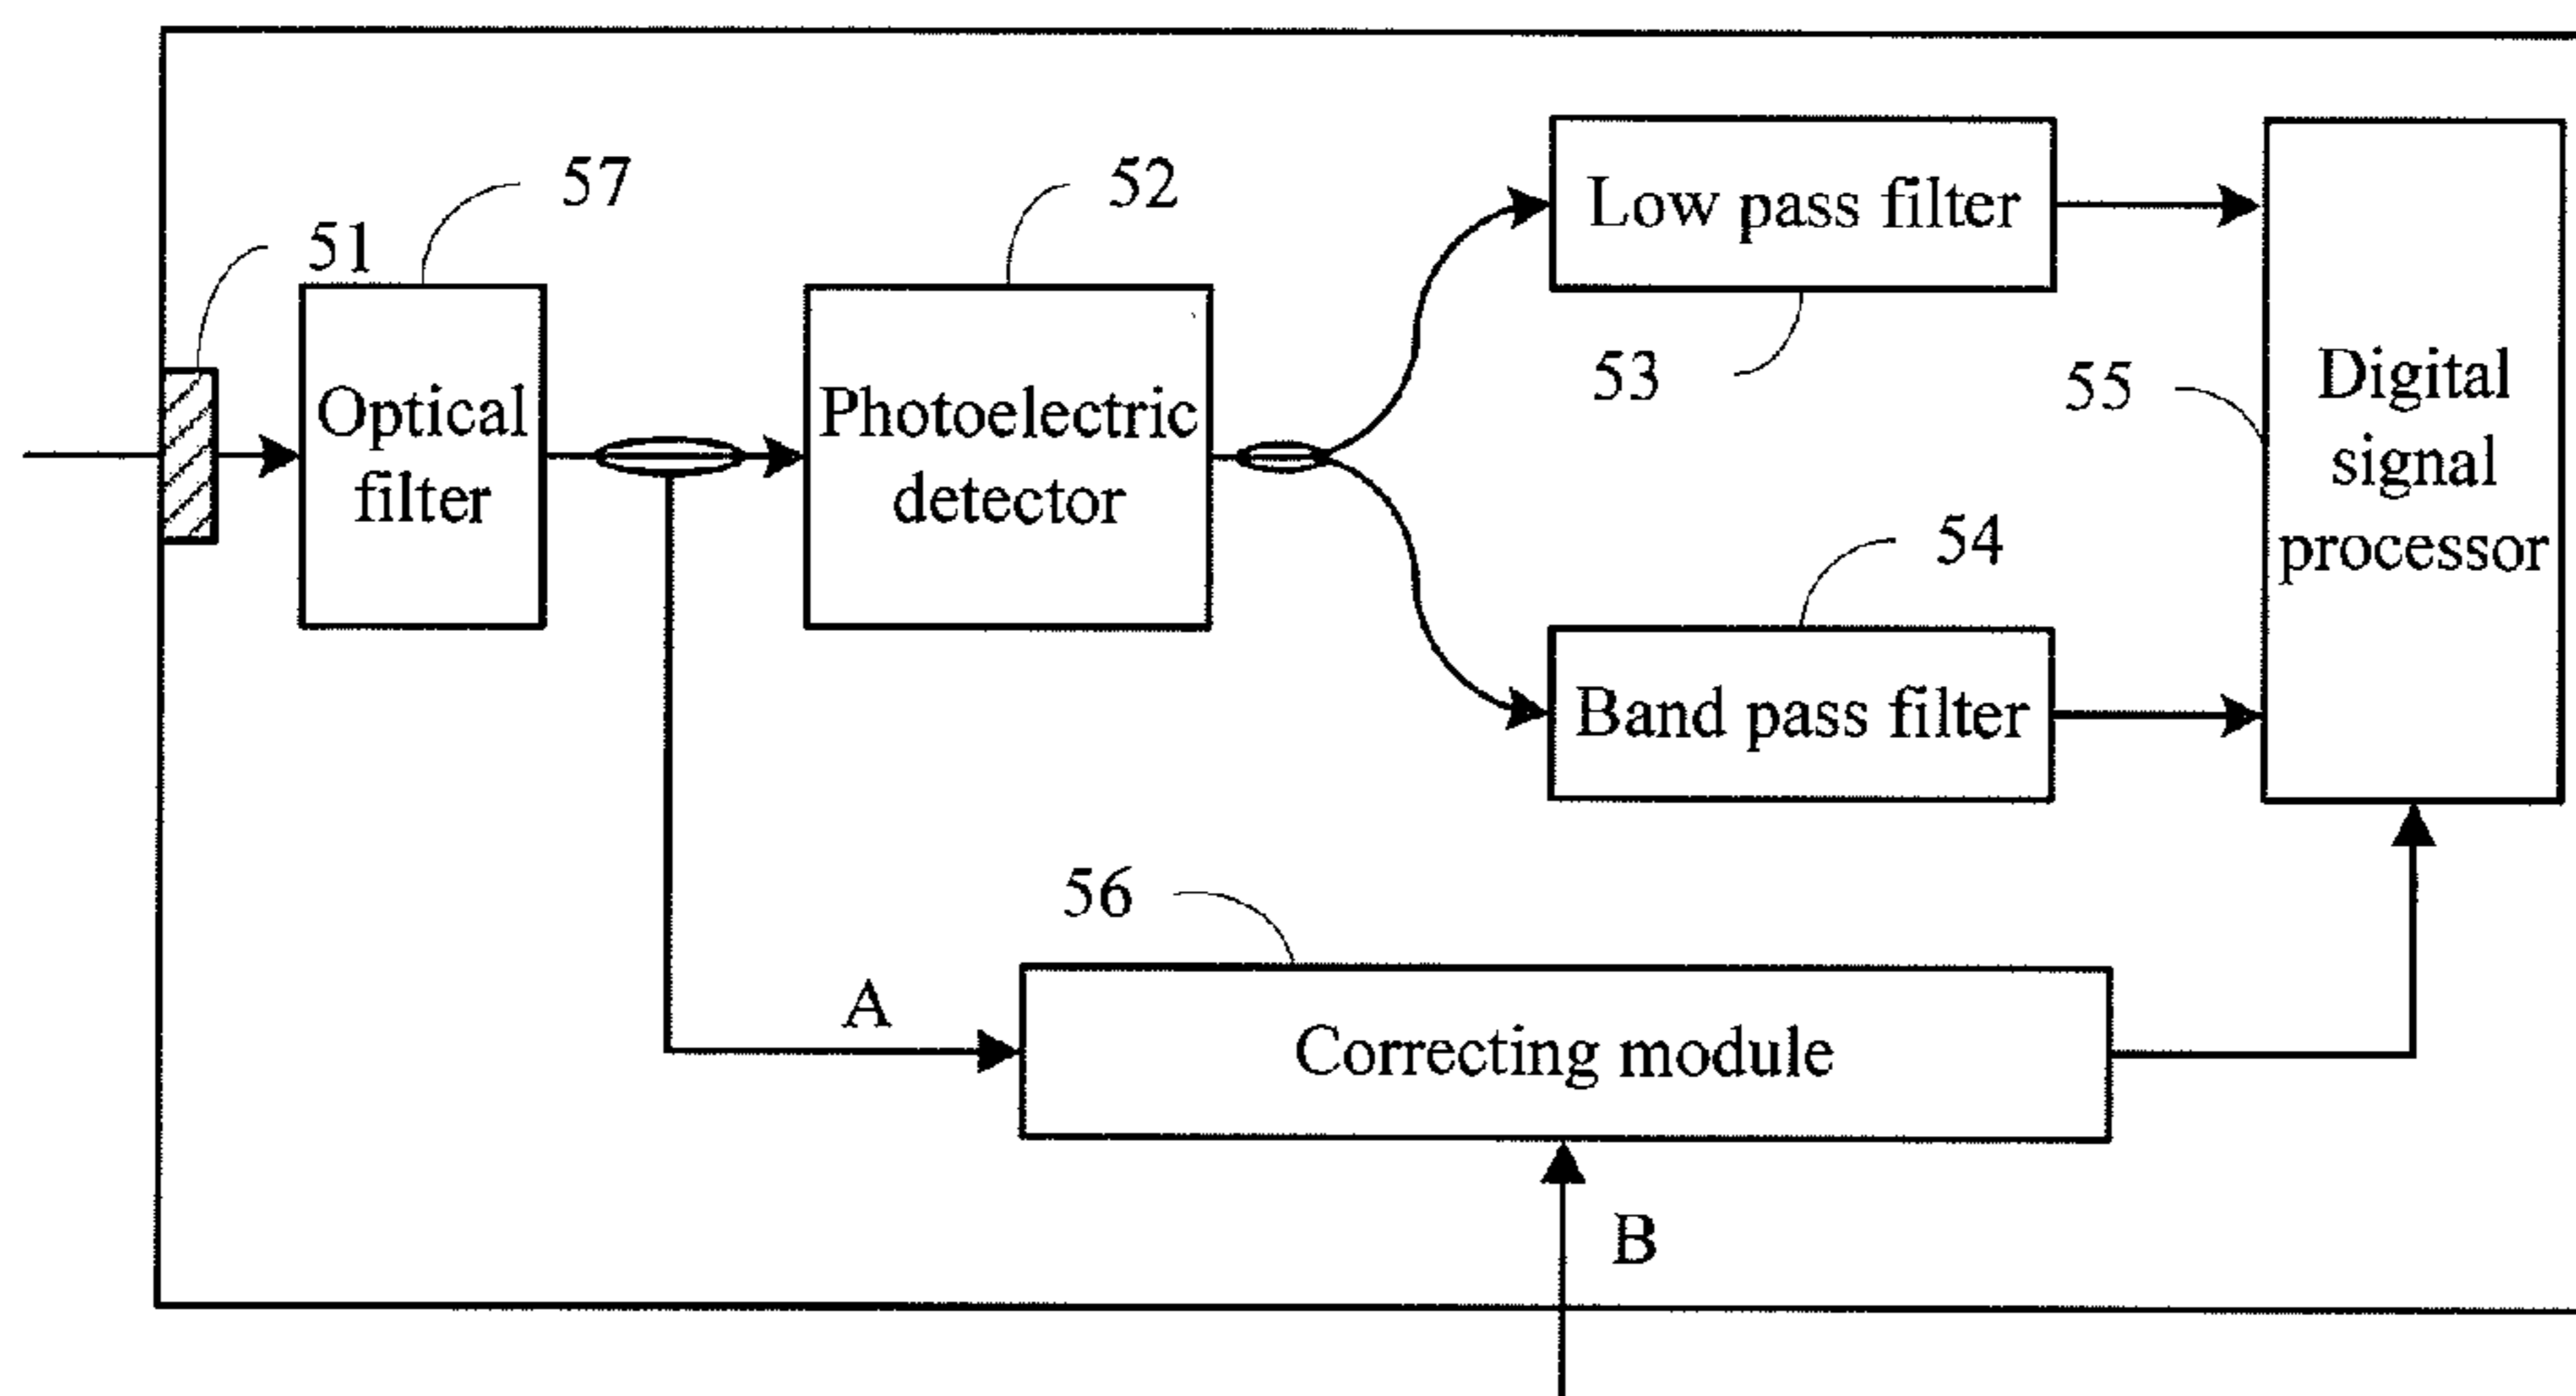 57
52
51
Low pass filter
53
Optical
filter
Photoelectric
detector
55
Digital
signal
processor
54
Band pass filter
56
A
Correcting module
B